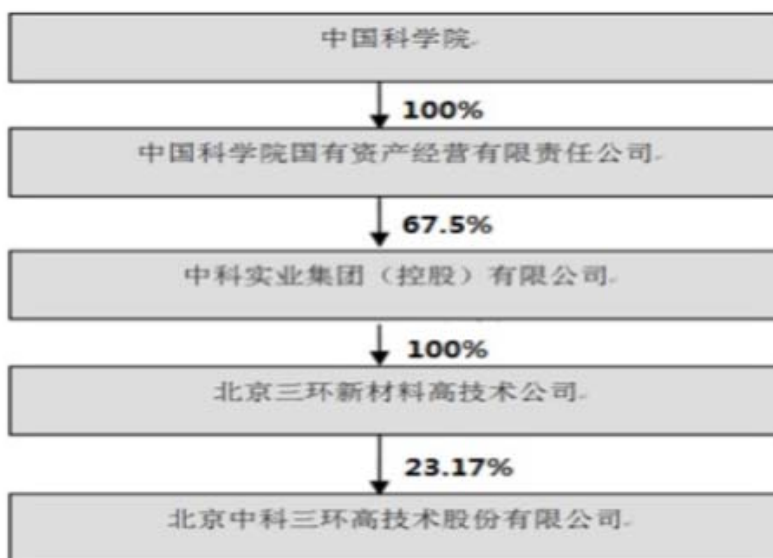 中国科学院
100%
中国科学院国有资产经营有限责任公司
67.5%
中科实业集团（控股）有限公司
100%
北京三环新材料高技术公司
23.17%
北京中科三环高技术股份有限公司